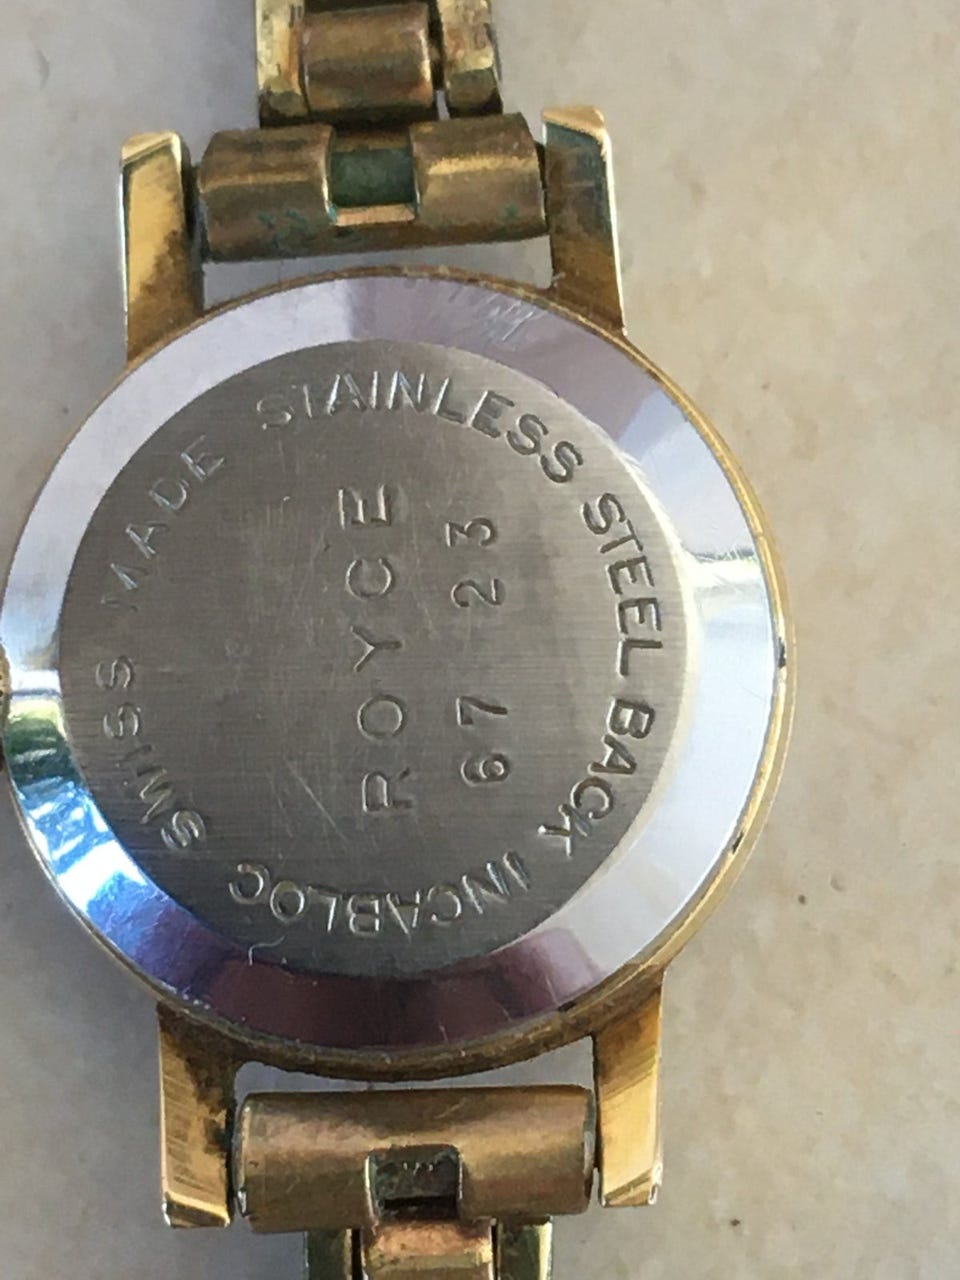 STAINLESS STEEL BACK INCABLOC SWISS MADE
ROYCE
67 23